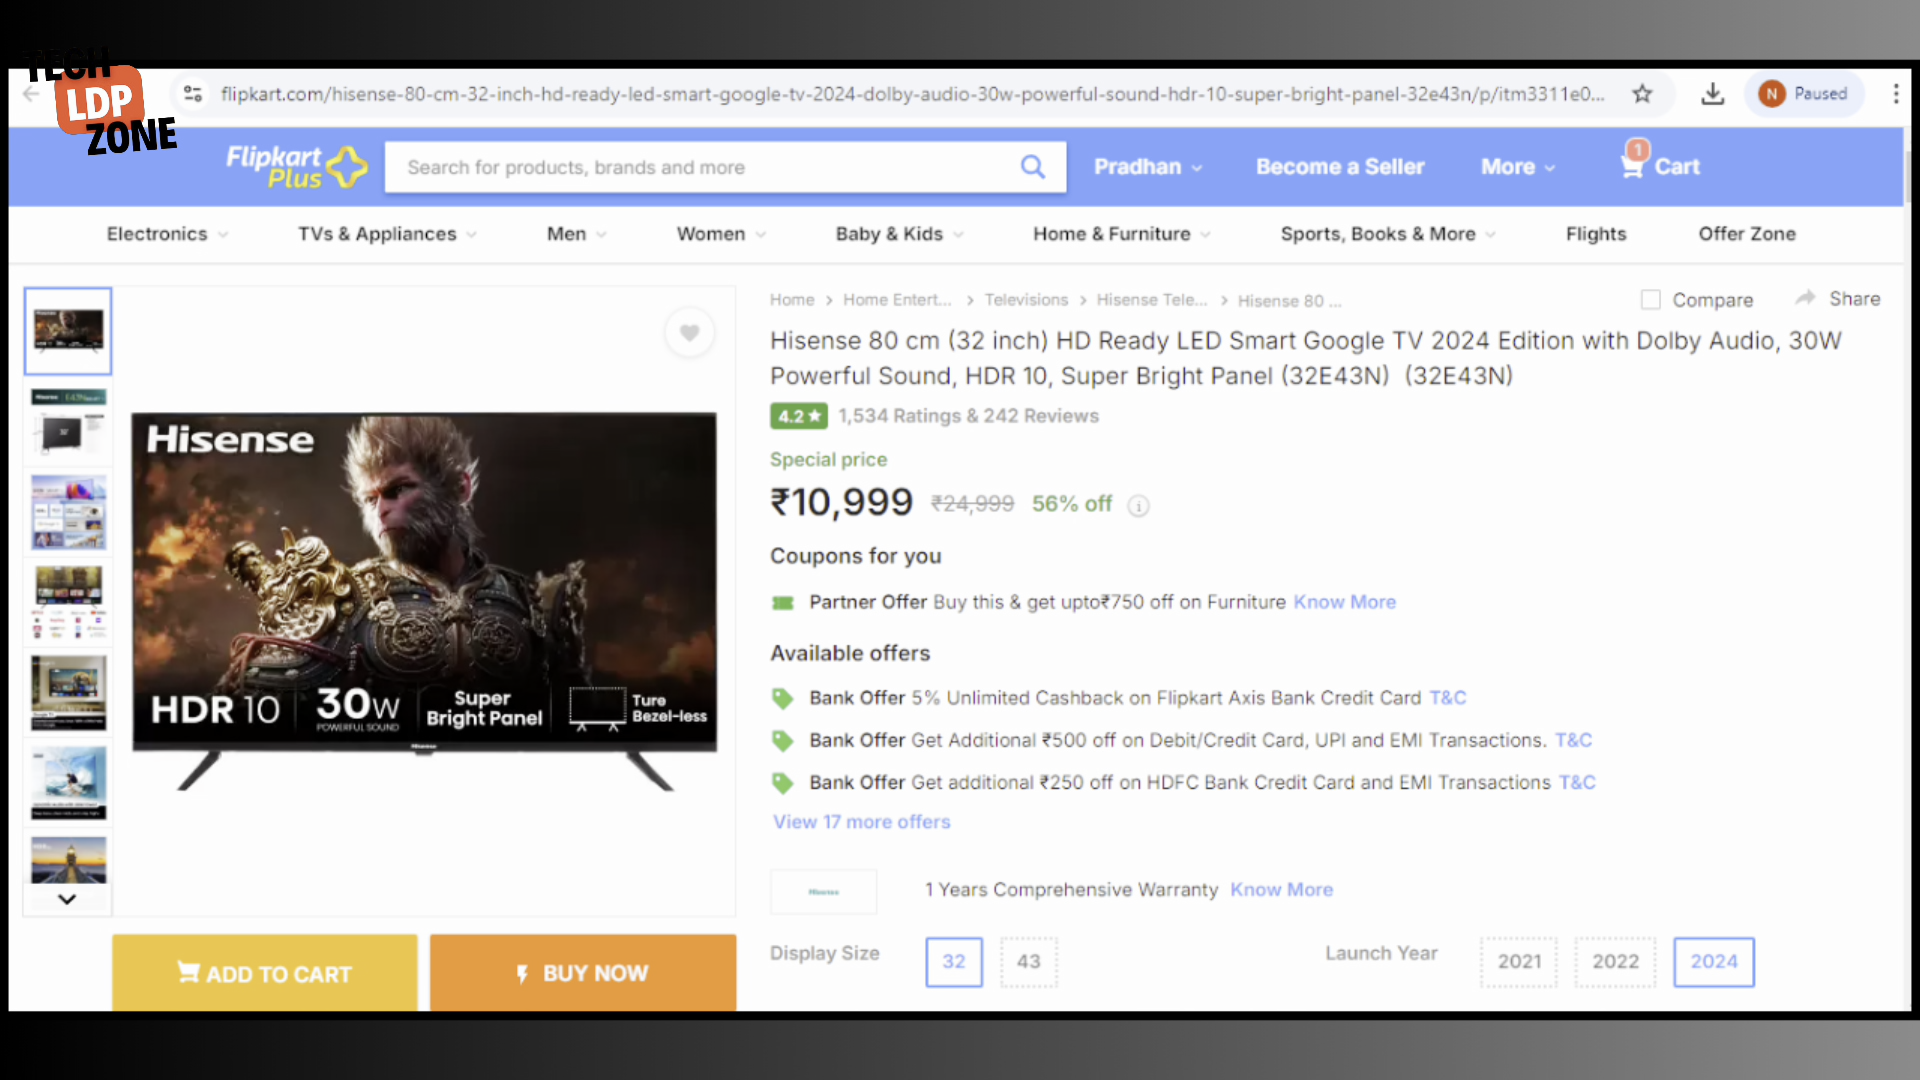 TECH
LDP
ZONE
flipkart.com/hisense-80-cm-32-inch-hd-ready-led-smart-google-tv-2024-dolby-audio-30w-powerful-sound-hdr-10-super-bright-panel-32e43n/p/itm3311e0...
N Paused
Flipkart
Plus
Search for products, brands and more
Pradhan
Become a Seller
More
1
Cart
Electronics
TVs & Appliances
Men
Women
Baby & Kids
Home & Furniture
Sports, Books & More
Flights
Offer Zone
Home > Home Entert... > Televisions > Hisense Tele... > Hisense 80 ...
Compare
Share
Hisense 80 cm (32 inch) HD Ready LED Smart Google TV 2024 Edition with Dolby Audio, 30W
Powerful Sound, HDR 10, Super Bright Panel (32E43N) (32E43N)
4.2 ★ 1,534 Ratings & 242 Reviews
Special price
₹10,999 ₹24,999 56% off
Coupons for you
Partner Offer Buy this & get upto₹750 off on Furniture Know More
Available offers
Bank Offer 5% Unlimited Cashback on Flipkart Axis Bank Credit Card T&C
Bank Offer Get Additional ₹500 off on Debit/Credit Card, UPI and EMI Transactions. T&C
Bank Offer Get additional ₹250 off on HDFC Bank Credit Card and EMI Transactions T&C
View 17 more offers
Hisense
1 Years Comprehensive Warranty Know More
Display Size
32
43
Launch Year
2021
2022
2024
Hisense
HDR 10
30W
POWERFUL SOUND
Super
Bright Panel
Ture
Bezel-less
Hisense
ADD TO CART
BUY NOW